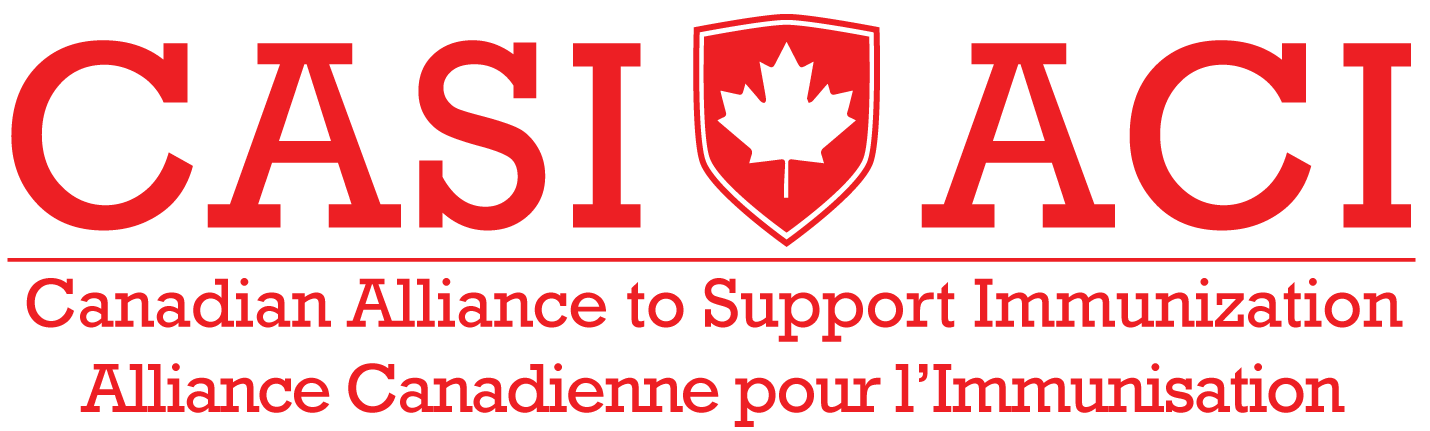 CASI ACI
Canadian Alliance to Support Immunization
Alliance Canadienne pour l’Immunisation